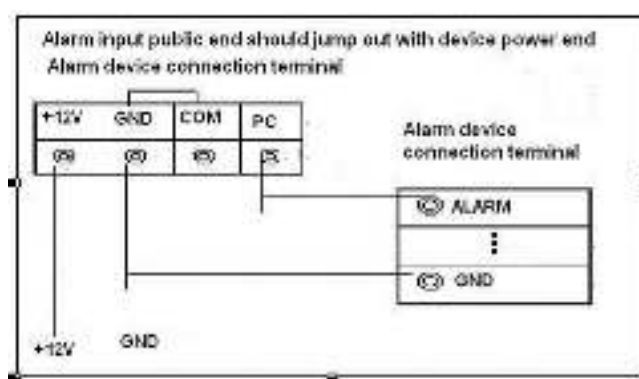 Alarm input public end should jump out with device power end
Alarm device connection terminal
+12V GND COM PC
Alarm device
connection terminal
ALARM
GND
+12V GND